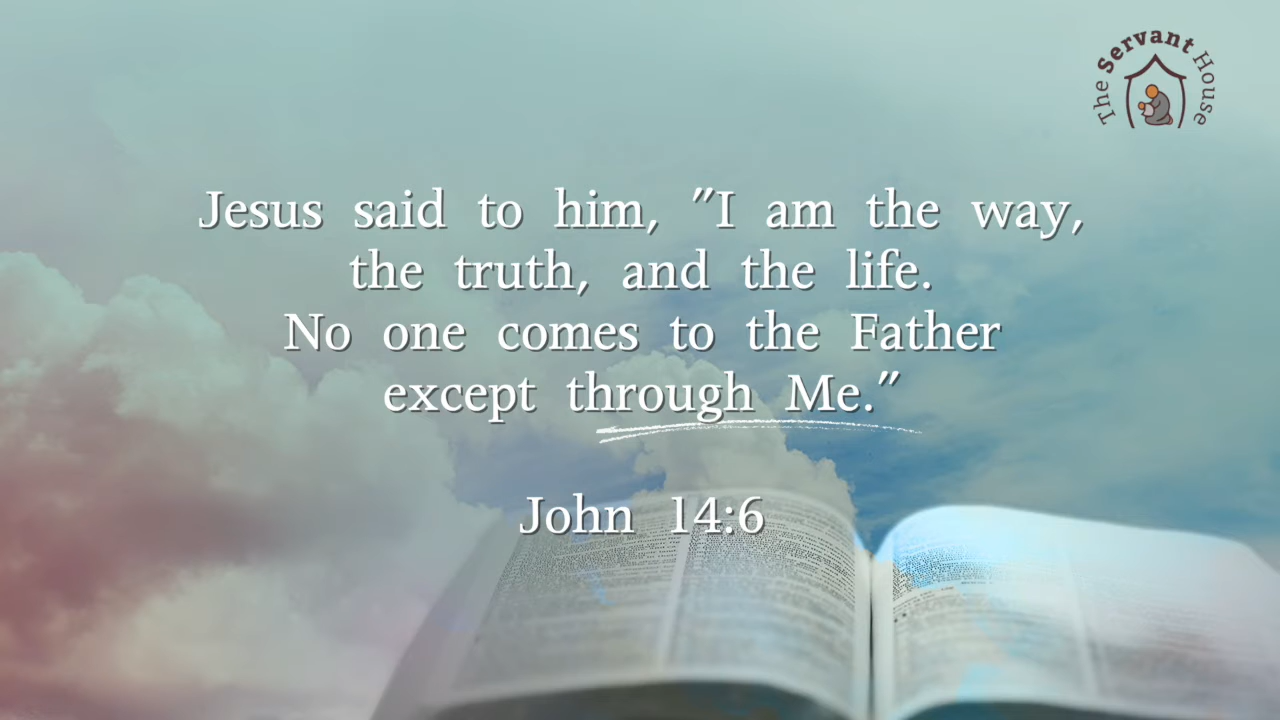 The Servant House
Jesus said to him, "I am the way,
the truth, and the life.
No one comes to the Father
except through Me."
John 14:6